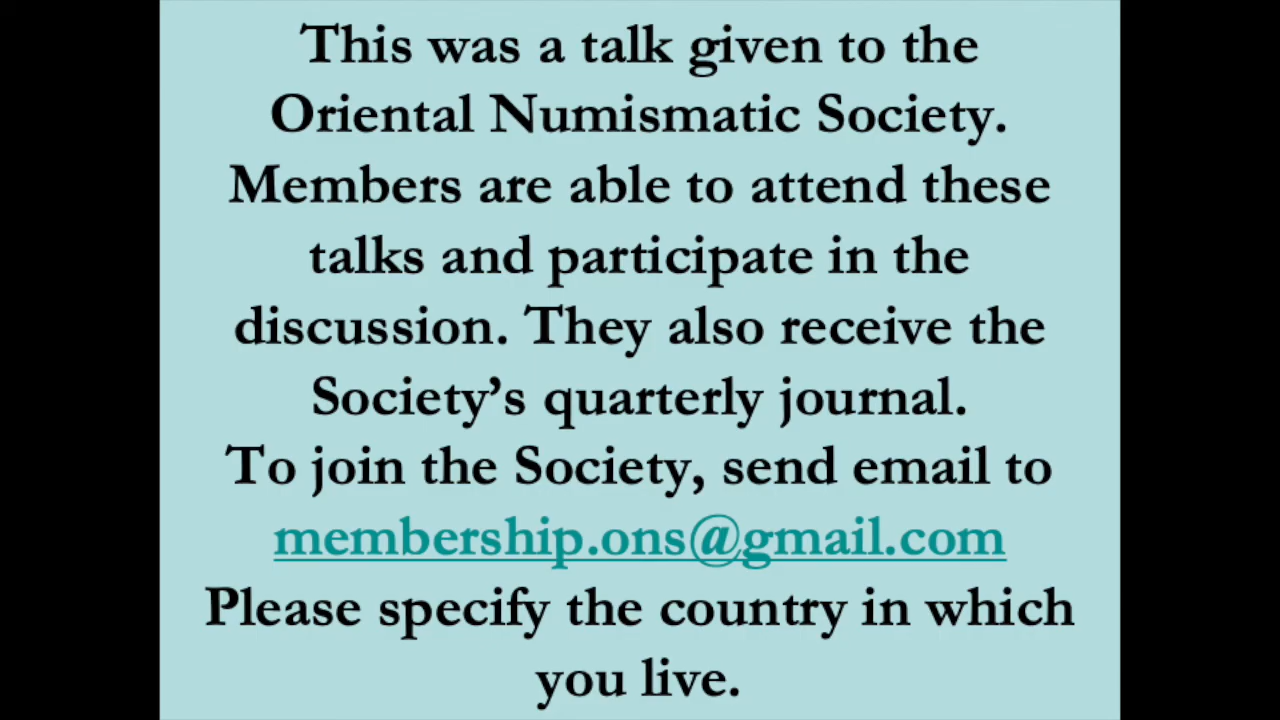 This was a talk given to the
Oriental Numismatic Society.
Members are able to attend these
talks and participate in the
discussion. They also receive the
Society’s quarterly journal.
To join the Society, send email to
membership.ons@gmail.com
Please specify the country in which
you live.